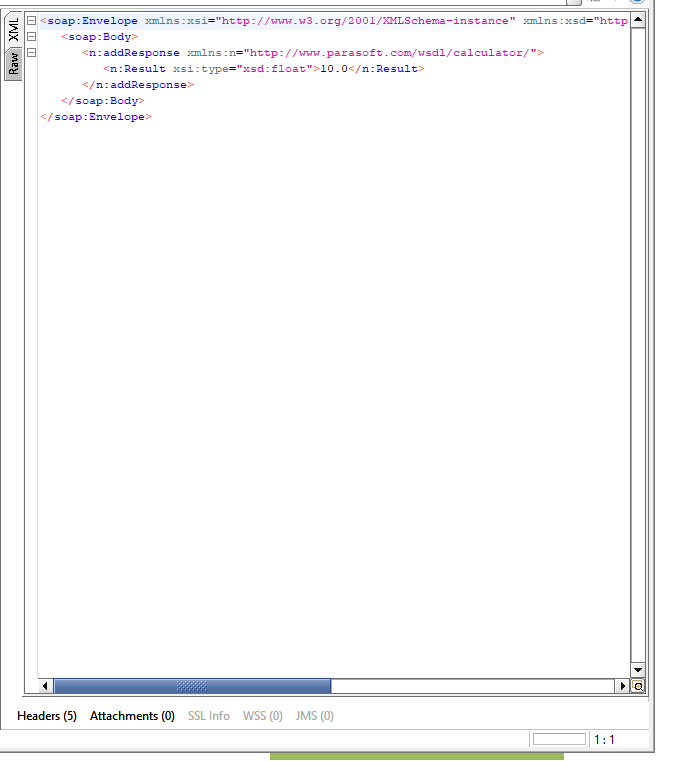 XML
Raw
<soap:Envelope xmlns:xsi="http://www.w3.org/2001/XMLSchema-instance" xmlns:xsd="http
<soap:Body>
<n:addResponse xmlns:n="http://www.parasoft.com/wsdl/calculator/">
<n:Result xsi:type="xsd:float">10.0</n:Result>
</n:addResponse>
</soap:Body>
</soap:Envelope>
Headers (5) Attachments (0) SSL Info WSS (0) JMS (0)
1 : 1